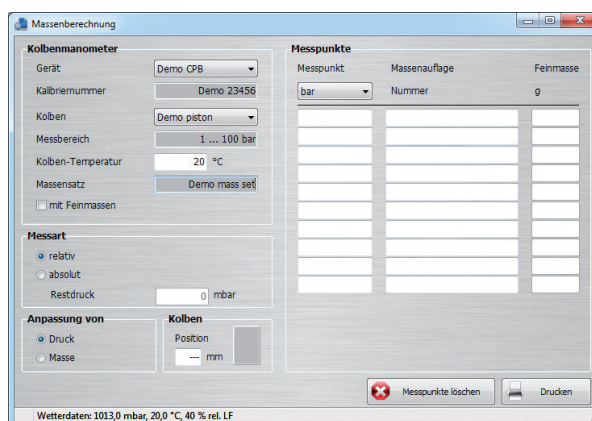 Massenberechnung
Kolbenmanometer
Gerät Demo CPB
Kalibriernummer Demo 23456
Kolben Demo piston
Messbereich 1 ... 100 bar
Kolben-Temperatur 20 °C
Massensatz Demo mass set
mit Feinmassen
Messart
relativ
absolut
Restdruck 0 mbar
Anpassung von
Druck
Masse
Kolben
Position
--- mm
Messpunkte
Messpunkt Massenauflage Feinmasse
bar Nummer g
Messpunkte löschen Drucken
Wetterdaten: 1013,0 mbar, 20,0 °C, 40 % rel. LF